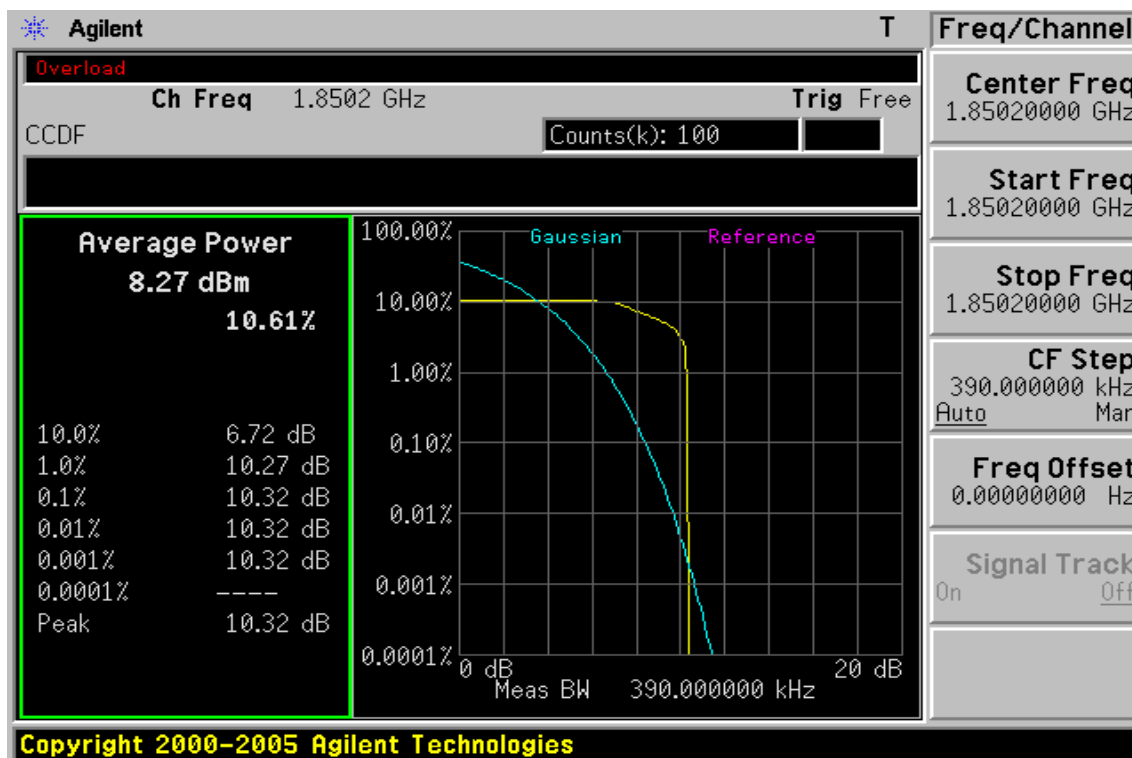 Agilent T Freq/Channel
Overload
Ch Freq 1.8502 GHz Trig Free
CCDF Counts(k): 100
Average Power
8.27 dBm
10.61%
10.0% 6.72 dB
1.0% 10.27 dB
0.1% 10.32 dB
0.01% 10.32 dB
0.001% 10.32 dB
0.0001% ----
Peak 10.32 dB
100.00%
10.00%
1.00%
0.10%
0.01%
0.001%
0.0001%
Gaussian Reference
0 dB 20 dB
Meas BW 390.000000 kHz
Center Freq
1.85020000 GHz
Start Freq
1.85020000 GHz
Stop Freq
1.85020000 GHz
CF Step
390.000000 kHz
Auto Man
Freq Offset
0.00000000 Hz
Signal Track
On Off
Copyright 2000-2005 Agilent Technologies